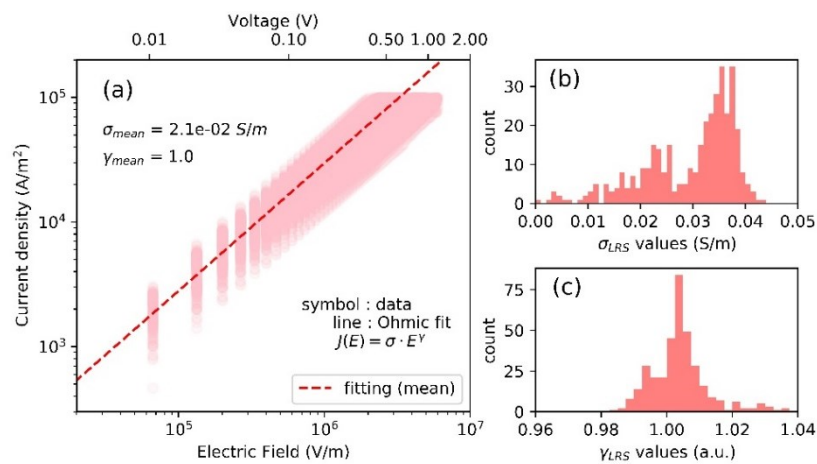 Voltage (V)
0.01 0.10 0.50 1.00 2.00
(a)
σmean = 2.1e-02 S/m
γmean = 1.0
symbol : data
line : Ohmic fit
J(E) = σ · E^γ
fitting (mean)
10^5
10^4
10^3
Current density (A/m²)
10^5 10^6 10^7
Electric Field (V/m)
(b)
30
20
10
0
count
0.00 0.01 0.02 0.03 0.04 0.05
σLRS values (S/m)
(c)
75
50
25
0
count
0.96 0.98 1.00 1.02 1.04
γLRS values (a.u.)